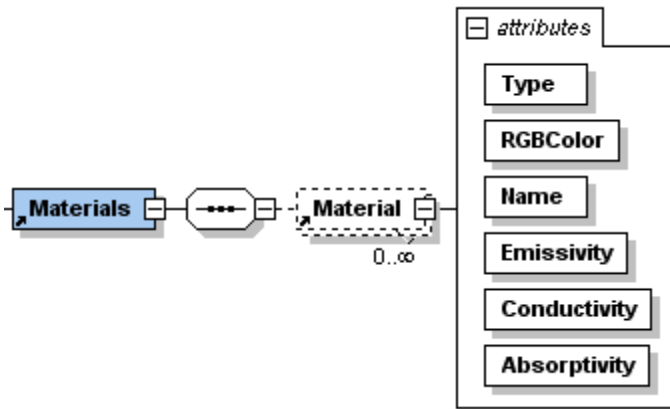 attributes
Type
RGBColor
Name
Materials
Material
0..∞
Emissivity
Conductivity
Absorptivity